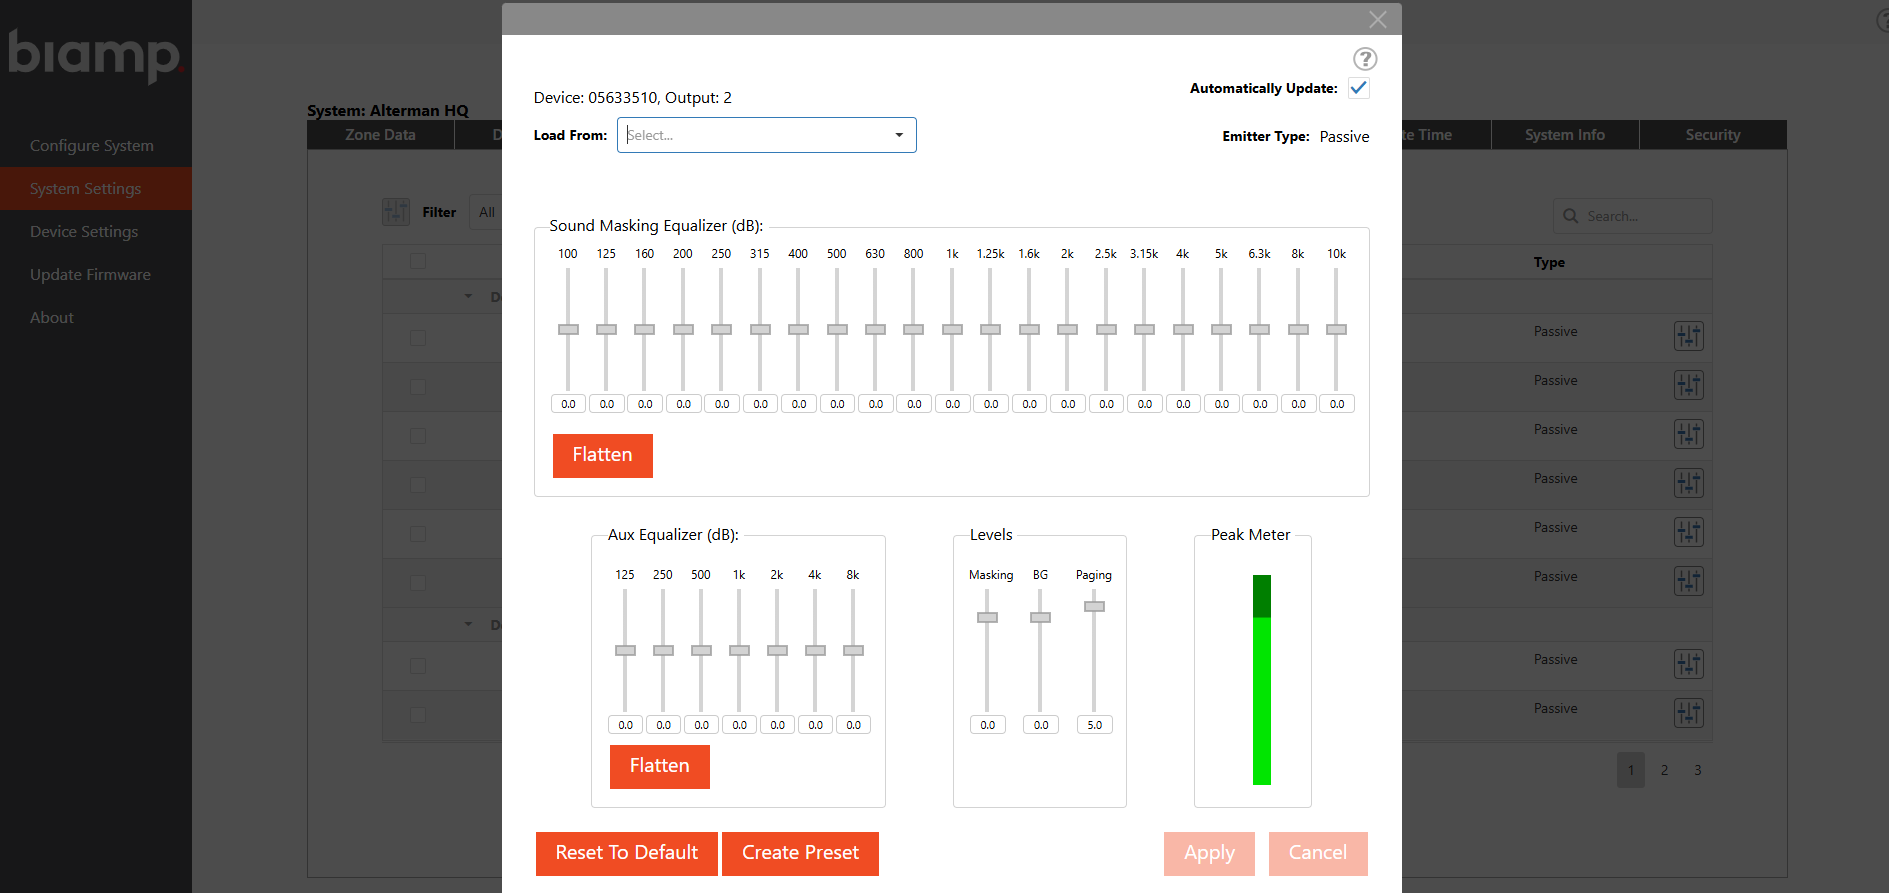 biamp.
Configure System
System Settings
Device Settings
Update Firmware
About
System: Alterman HQ
Zone Data
te Time
System Info
Security
Filter
All
Search...
Type
Passive
Passive
Passive
Passive
Passive
Passive
Passive
Passive
1 2 3
Device: 05633510, Output: 2
Automatically Update:
Load From: Select...
Emitter Type: Passive
Sound Masking Equalizer (dB):
100 125 160 200 250 315 400 500 630 800 1k 1.25k 1.6k 2k 2.5k 3.15k 4k 5k 6.3k 8k 10k
0.0 0.0 0.0 0.0 0.0 0.0 0.0 0.0 0.0 0.0 0.0 0.0 0.0 0.0 0.0 0.0 0.0 0.0 0.0 0.0 0.0
Flatten
Aux Equalizer (dB):
125 250 500 1k 2k 4k 8k
0.0 0.0 0.0 0.0 0.0 0.0 0.0
Flatten
Levels
Masking BG Paging
0.0 0.0 5.0
Peak Meter
Reset To Default
Create Preset
Apply
Cancel